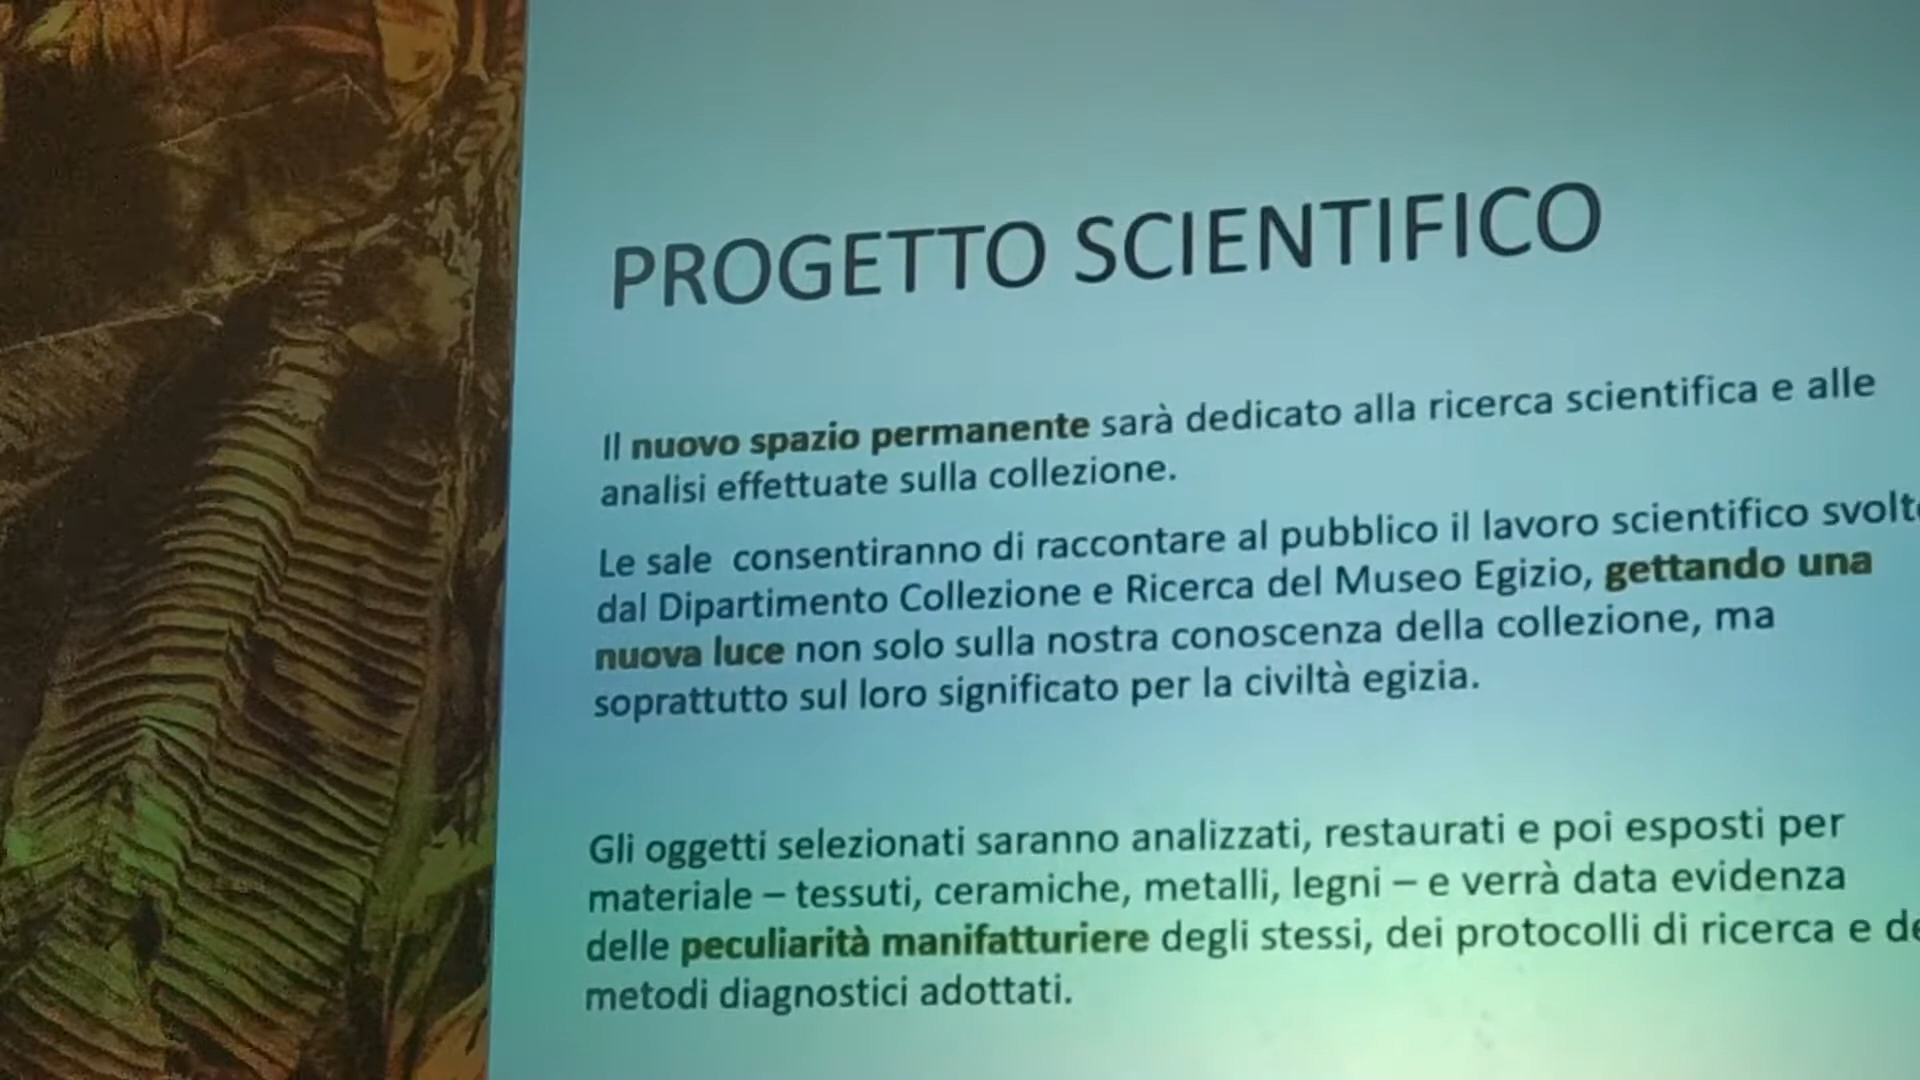 PROGETTO SCIENTIFICO
Il nuovo spazio permanente sarà dedicato alla ricerca scientifica e alle
analisi effettuate sulla collezione.
Le sale consentiranno di raccontare al pubblico il lavoro scientifico
dal Dipartimento Collezione e Ricerca del Museo Egizio, gettando una
nuova luce non solo sulla nostra conoscenza della collezione, ma
soprattutto sul loro significato per la civiltà egizia.
Gli oggetti selezionati saranno analizzati, restaurati e poi esposti per
materiale – tessuti, ceramiche, metalli, legni – e verrà data evidenza
delle peculiarità manifatturiere degli stessi, dei protocolli di ricerca e
metodi diagnostici adottati.